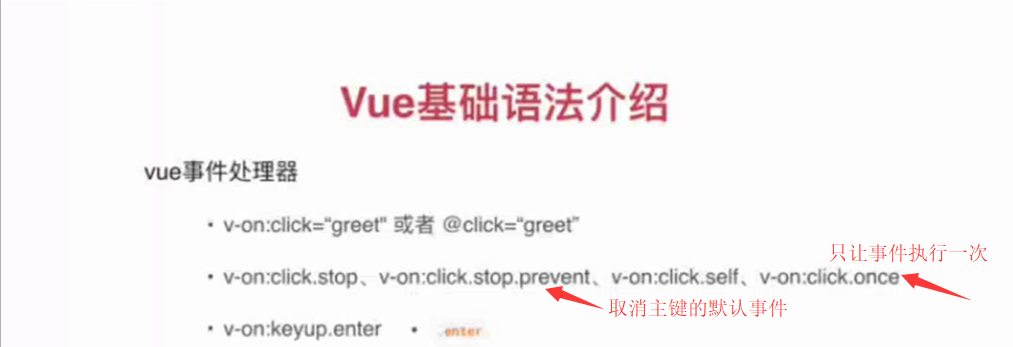 Vue基础语法介绍
vue事件处理器
• v-on:click=“greet" 或者 @click=“greet”
只让事件执行一次
• v-on:click.stop、v-on:click.stop.prevent、v-on:click.self、v-on:click.once
取消主键的默认事件
• v-on:keyup.enter • .enter